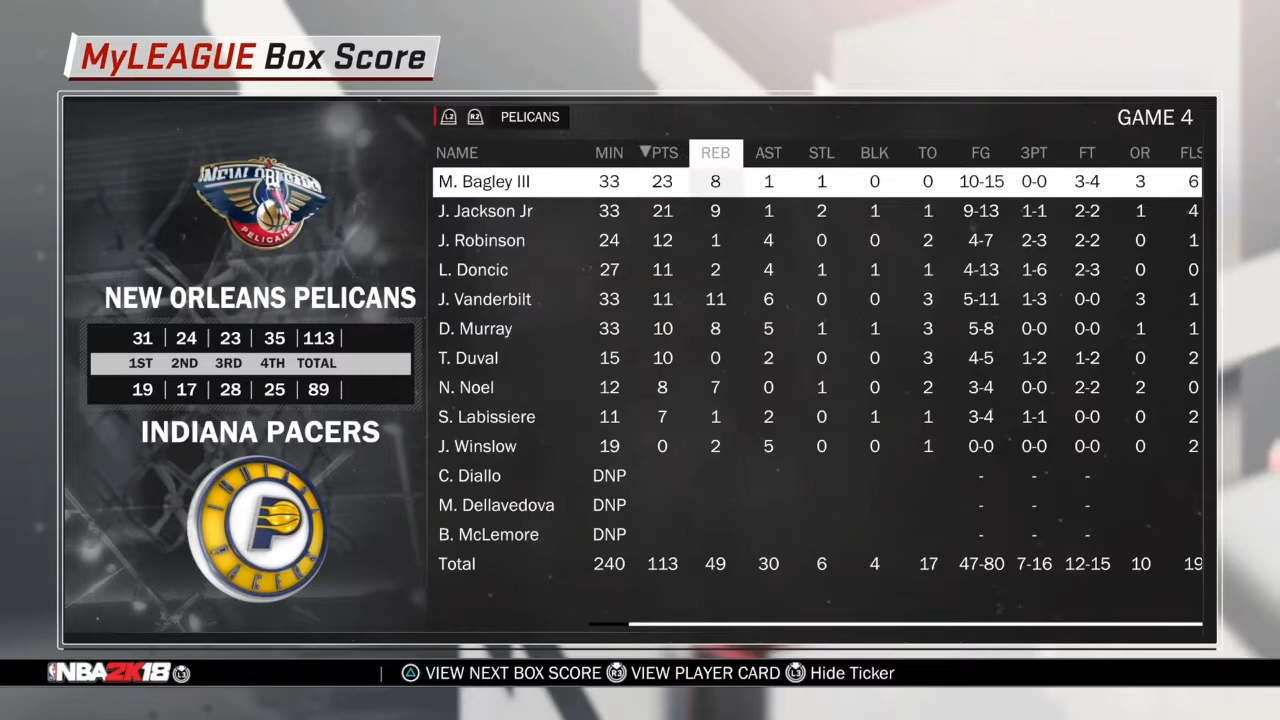 MyLEAGUE Box Score
L2 R2 PELICANS GAME 4
NAME MIN PTS REB AST STL BLK TO FG 3PT FT OR FLS
M. Bagley III 33 23 8 1 1 0 0 10-15 0-0 3-4 3 6
J. Jackson Jr 33 21 9 1 2 1 1 9-13 1-1 2-2 1 4
J. Robinson 24 12 1 4 0 0 2 4-7 2-3 2-2 0 1
L. Doncic 27 11 2 4 1 1 1 4-13 1-6 2-3 0 0
J. Vanderbilt 33 11 11 6 0 0 3 5-11 1-3 0-0 3 1
D. Murray 33 10 8 5 1 1 3 5-8 0-0 0-0 1 1
T. Duval 15 10 0 2 0 0 3 4-5 1-2 1-2 0 2
N. Noel 12 8 7 0 1 0 2 3-4 0-0 2-2 2 0
S. Labissiere 11 7 1 2 0 1 1 3-4 1-1 0-0 0 2
J. Winslow 19 0 2 5 0 0 1 0-0 0-0 0-0 0 2
C. Diallo DNP - - -
M. Dellavedova DNP - - -
B. McLemore DNP - - -
Total 240 113 49 30 6 4 17 47-80 7-16 12-15 10 19
NEW ORLEANS
PELICANS
NEW ORLEANS PELICANS
31 | 24 | 23 | 35 | 113 |
1ST 2ND 3RD 4TH TOTAL
19 | 17 | 28 | 25 | 89 |
INDIANA PACERS
INDIANA
PACERS
NBA 2K18 L3 | VIEW NEXT BOX SCORE R3 VIEW PLAYER CARD L3 Hide Ticker